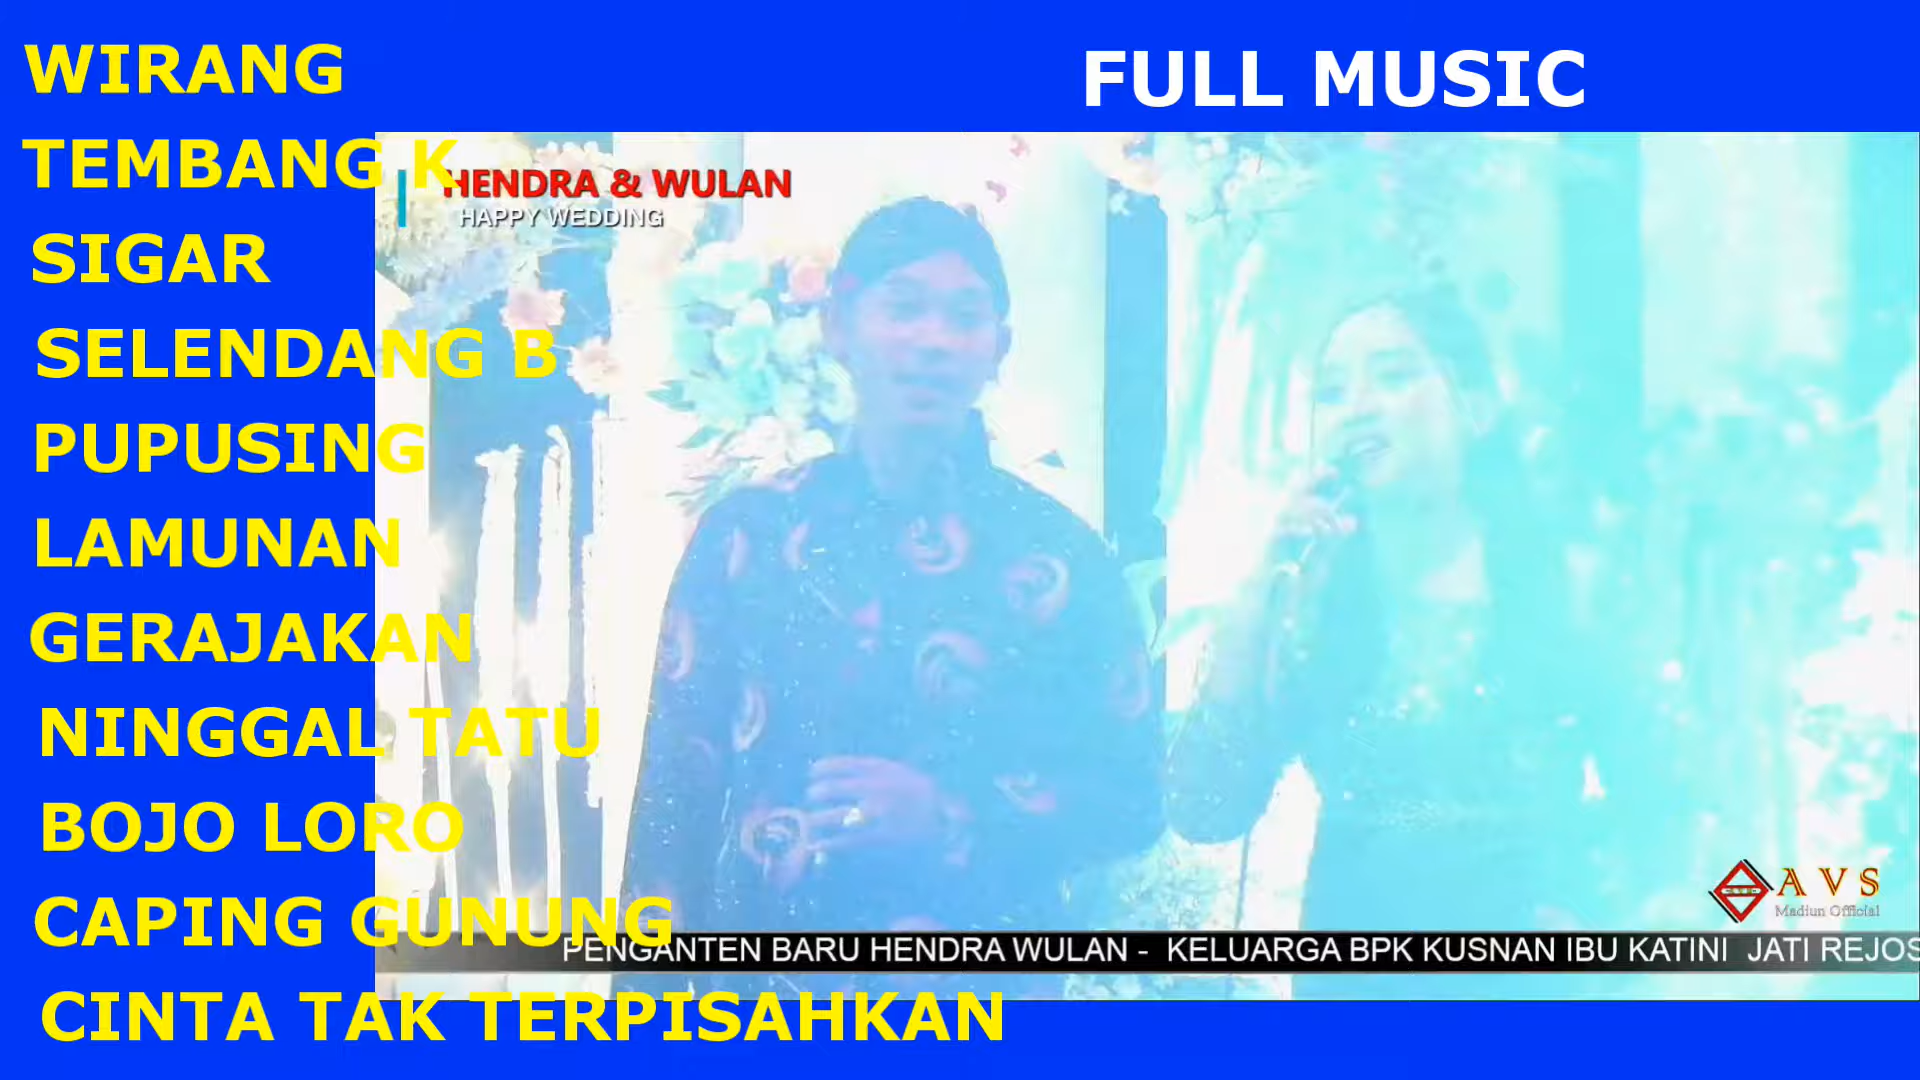 WIRANG
FULL MUSIC
TEMBANG K
HENDRA & WULAN
HAPPY WEDDING
SIGAR
SELENDANG B
PUPUSING
LAMUNAN
GERAJAKAN
NINGGAL TATU
BOJO LORO
AVS
Madiun Official
CAPING GUNUNG
PENGANTEN BARU HENDRA WULAN - KELUARGA BPK KUSNAN IBU KATINI JATI REJOS
CINTA TAK TERPISAHKAN